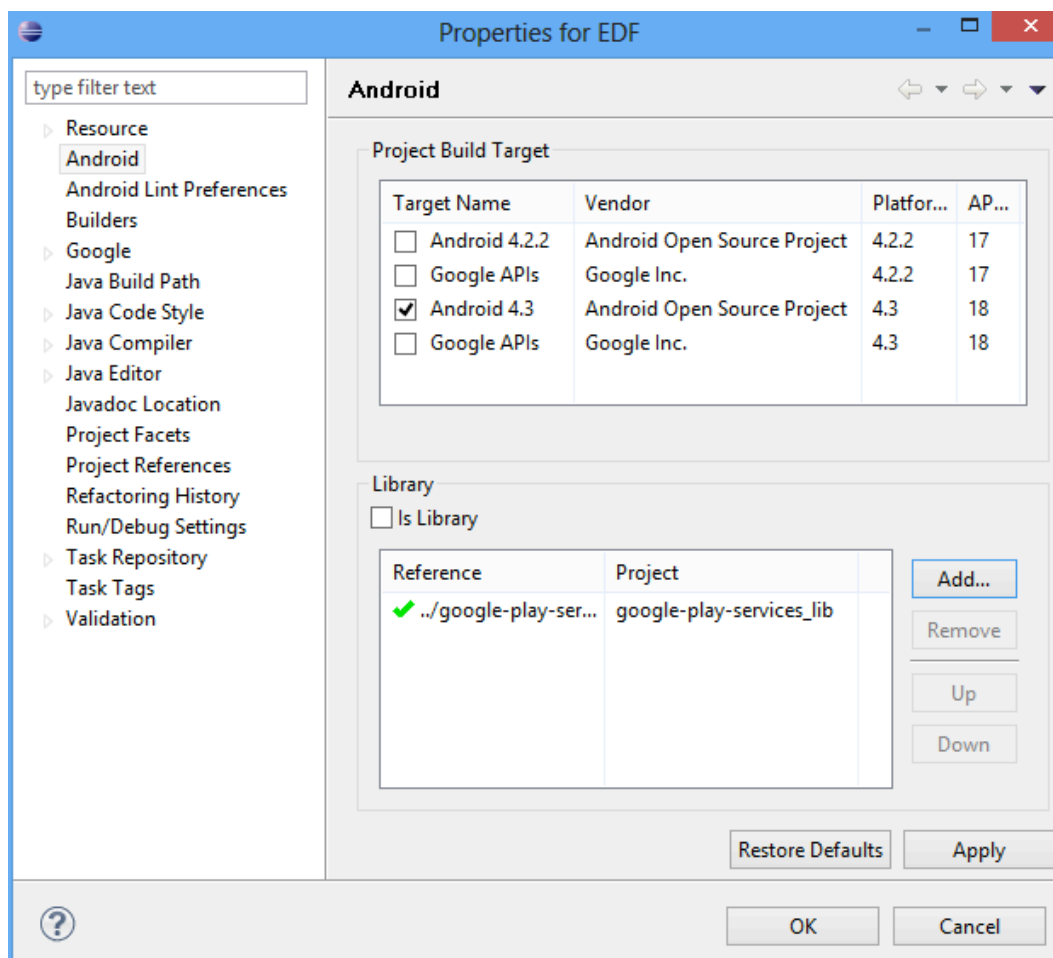 Properties for EDF
type filter text
Resource
Android
Android Lint Preferences
Builders
Google
Java Build Path
Java Code Style
Java Compiler
Java Editor
Javadoc Location
Project Facets
Project References
Refactoring History
Run/Debug Settings
Task Repository
Task Tags
Validation
Android
Project Build Target
Target Name Vendor Platfor... AP...
Android 4.2.2 Android Open Source Project 4.2.2 17
Google APIs Google Inc. 4.2.2 17
Android 4.3 Android Open Source Project 4.3 18
Google APIs Google Inc. 4.3 18
Library
Is Library
Reference Project
../google-play-ser... google-play-services_lib
Add...
Remove
Up
Down
Restore Defaults Apply
? OK Cancel